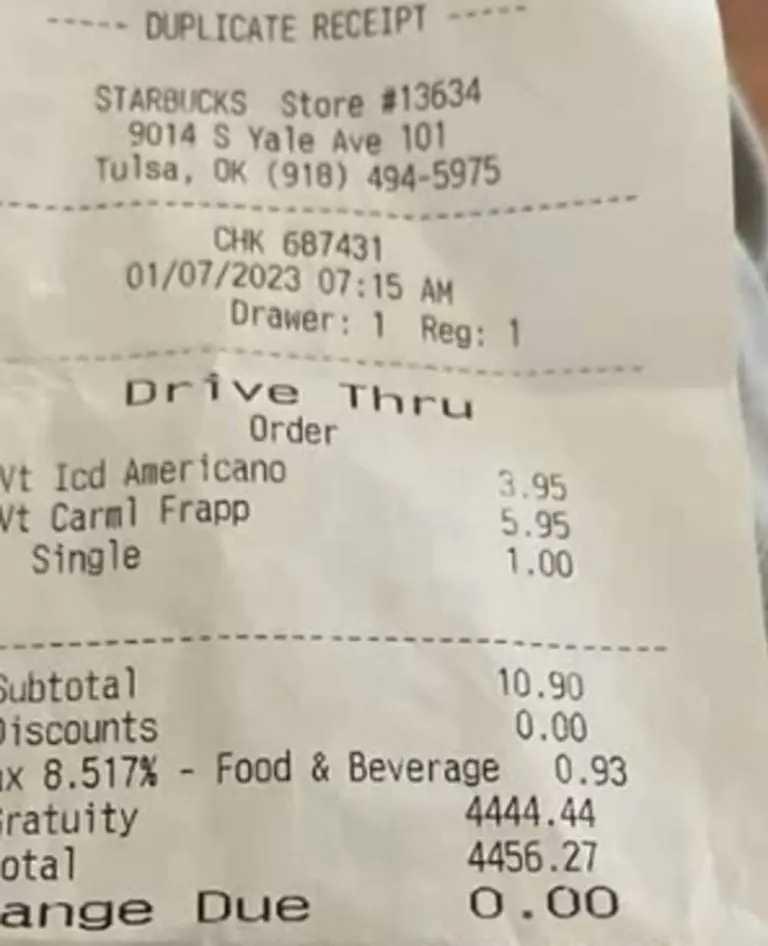 ----- DUPLICATE RECEIPT -----
STARBUCKS Store #13634
9014 S Yale Ave 101
Tulsa, OK (918) 494-5975
CHK 687431
01/07/2023 07:15 AM
Drawer: 1 Reg: 1
Drive Thru
Order
Vt Icd Americano 3.95
Vt Carml Frapp 5.95
Single 1.00
Subtotal 10.90
Discounts 0.00
ax 8.517% - Food & Beverage 0.93
Gratuity 4444.44
otal 4456.27
ange Due 0.00